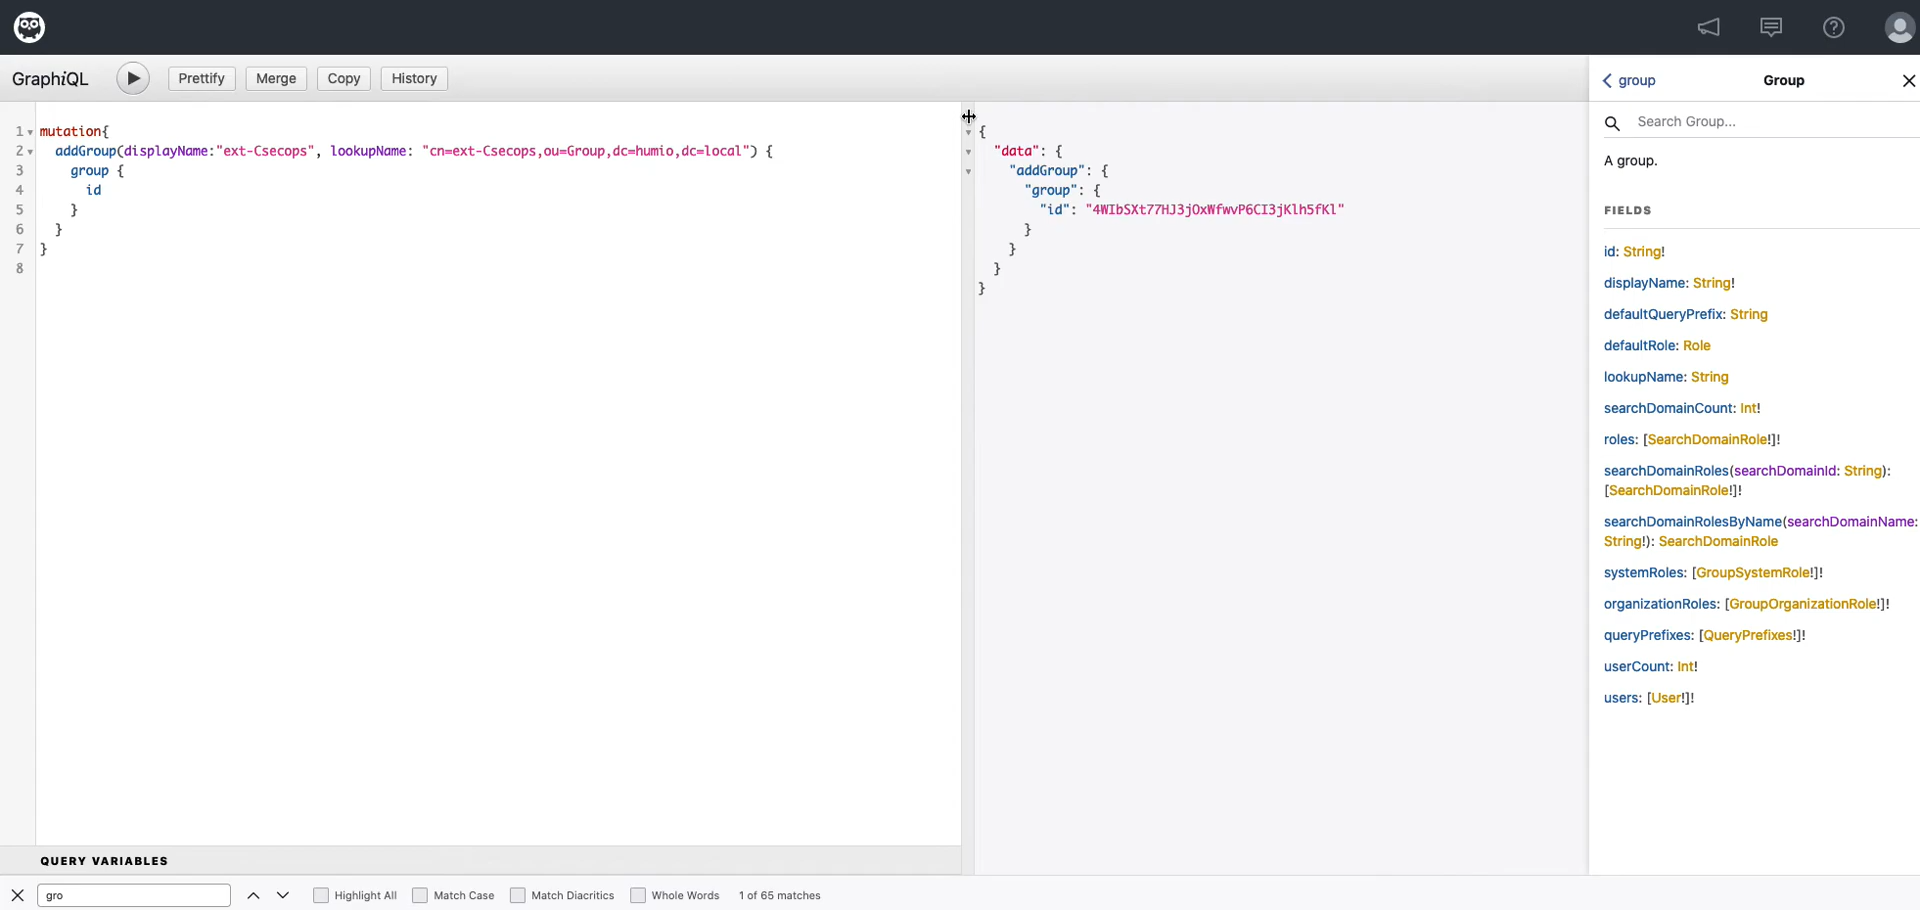 GraphiQL
Prettify
Merge
Copy
History
1 mutation{
2 addGroup(displayName:"ext-Csecops", lookupName: "cn=ext-Csecops,ou=Group,dc=humio,dc=local") {
3 group {
4 id
5 }
6 }
7 }
8
QUERY VARIABLES
{
"data": {
"addGroup": {
"group": {
"id": "4WIbSXt77HJ3jOxWfwvP6CI3jKlh5fKl"
}
}
}
}
group
Group
Search Group...
A group.
FIELDS
id: String!
displayName: String!
defaultQueryPrefix: String
defaultRole: Role
lookupName: String
searchDomainCount: Int!
roles: [SearchDomainRole!]!
searchDomainRoles(searchDomainId: String):
[SearchDomainRole!]!
searchDomainRolesByName(searchDomainName:
String!): SearchDomainRole
systemRoles: [GroupSystemRole!]!
organizationRoles: [GroupOrganizationRole!]!
queryPrefixes: [QueryPrefixes!]!
userCount: Int!
users: [User!]!
gro
Highlight All
Match Case
Match Diacritics
Whole Words
1 of 65 matches